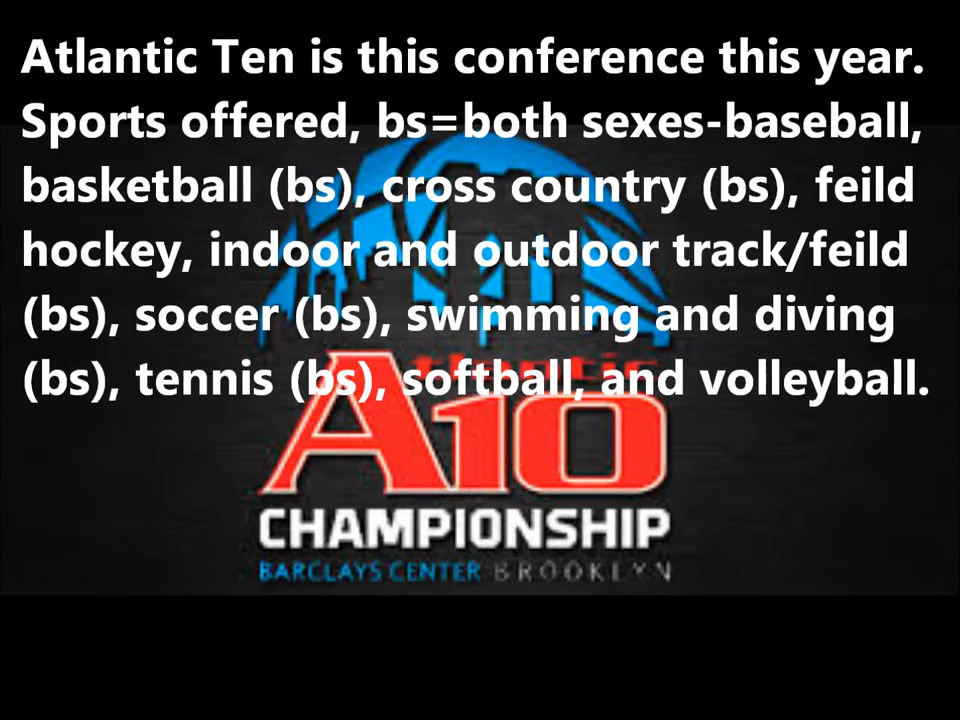 Atlantic Ten is this conference this year.
Sports offered, bs=both sexes-baseball,
basketball (bs), cross country (bs), feild
hockey, indoor and outdoor track/feild
(bs), soccer (bs), swimming and diving
(bs), tennis (bs), softball, and volleyball.
Atlantic
A10
CHAMPIONSHIP
BARCLAYS CENTER BROOKLYN